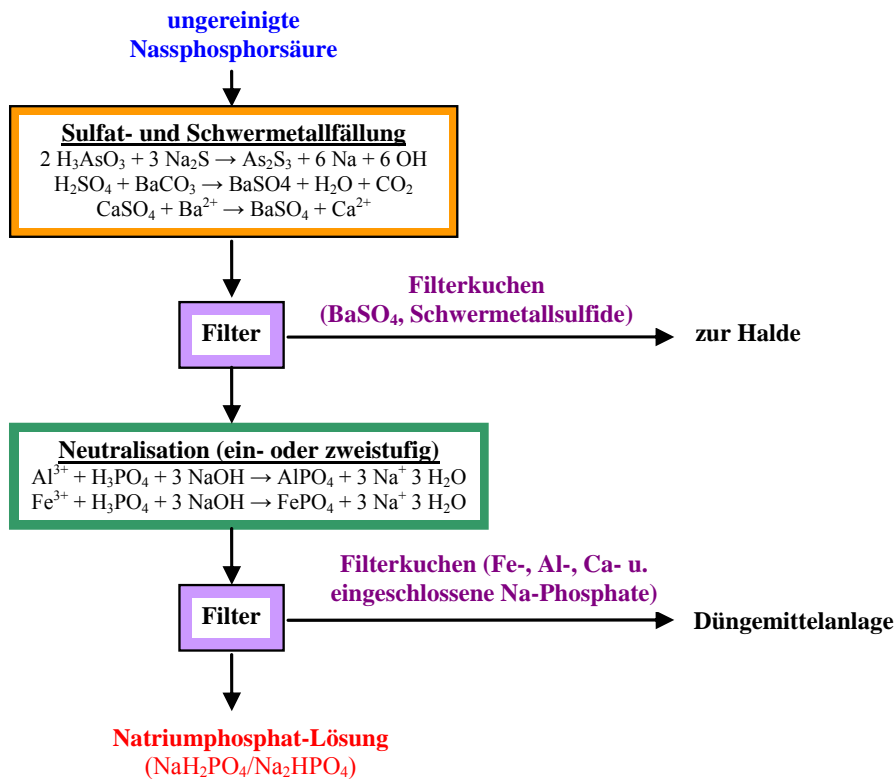 ungereinigte
Nassphosphorsäure
Sulfat- und Schwermetallfällung
2 H₃AsO₃ + 3 Na₂S → As₂S₃ + 6 Na + 6 OH
H₂SO₄ + BaCO₃ → BaSO4 + H₂O + CO₂
CaSO₄ + Ba²⁺ → BaSO₄ + Ca²⁺
Filter
Filterkuchen
(BaSO₄, Schwermetallsulfide)
zur Halde
Neutralisation (ein- oder zweistufig)
Al³⁺ + H₃PO₄ + 3 NaOH → AlPO₄ + 3 Na⁺ 3 H₂O
Fe³⁺ + H₃PO₄ + 3 NaOH → FePO₄ + 3 Na⁺ 3 H₂O
Filter
Filterkuchen (Fe-, Al-, Ca- u.
eingeschlossene Na-Phosphate)
Düngemittelanlage
Natriumphosphat-Lösung
(NaH₂PO₄/Na₂HPO₄)